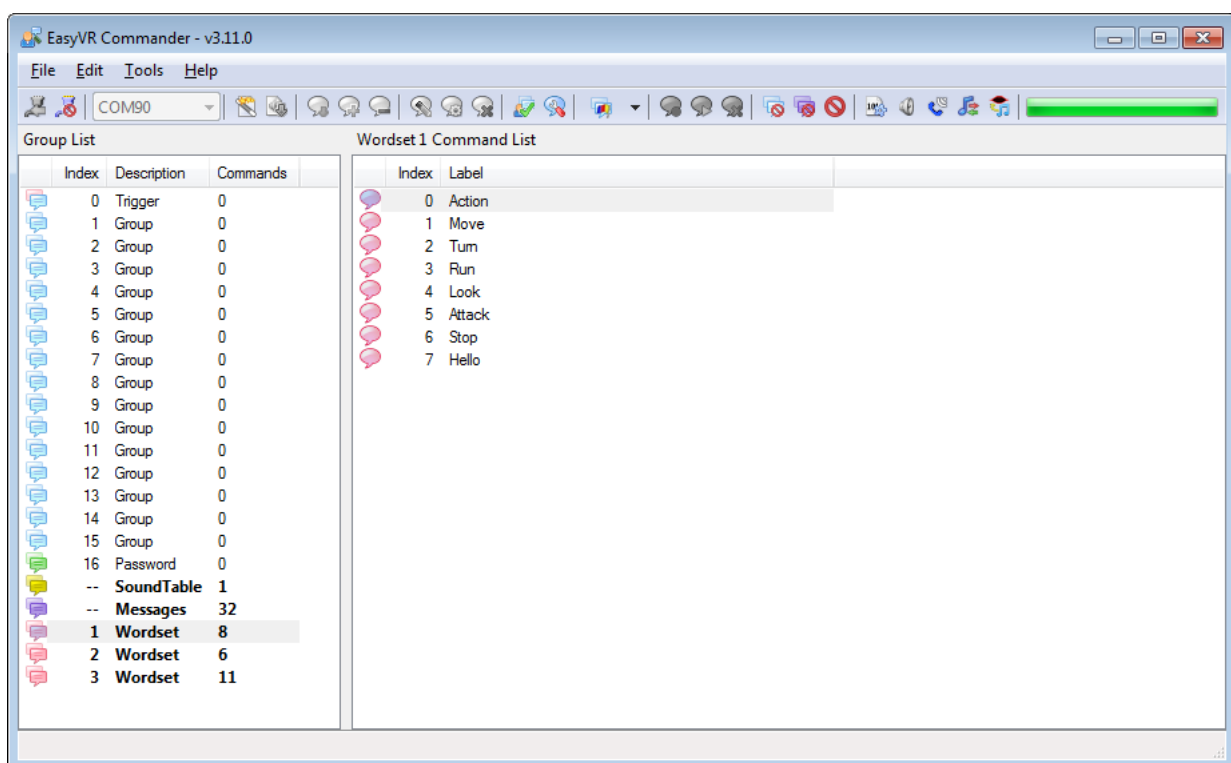 EasyVR Commander - v3.11.0
File Edit Tools Help
COM90
Group List
Index Description Commands
0 Trigger 0
1 Group 0
2 Group 0
3 Group 0
4 Group 0
5 Group 0
6 Group 0
7 Group 0
8 Group 0
9 Group 0
10 Group 0
11 Group 0
12 Group 0
13 Group 0
14 Group 0
15 Group 0
16 Password 0
-- SoundTable 1
-- Messages 32
1 Wordset 8
2 Wordset 6
3 Wordset 11
Wordset 1 Command List
Index Label
0 Action
1 Move
2 Turn
3 Run
4 Look
5 Attack
6 Stop
7 Hello